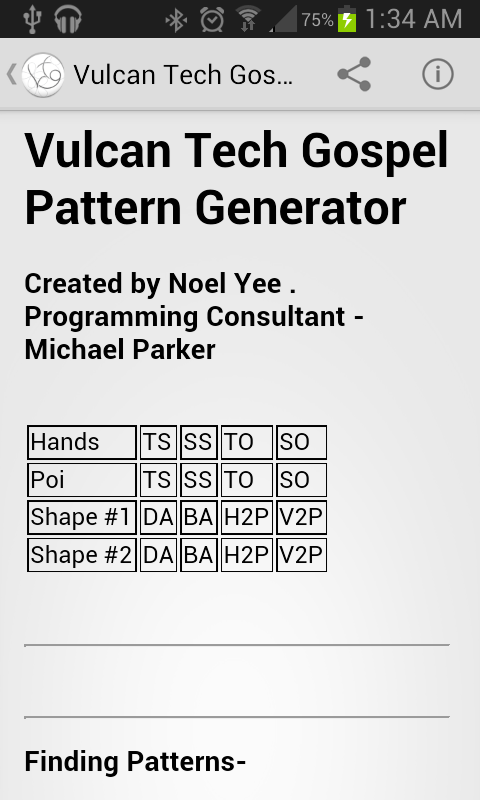 75% 1:34 AM
Vulcan Tech Gos...
Vulcan Tech Gospel
Pattern Generator
Created by Noel Yee .
Programming Consultant -
Michael Parker
Hands TS SS TO SO
Poi TS SS TO SO
Shape #1 DA BA H2P V2P
Shape #2 DA BA H2P V2P
Finding Patterns-